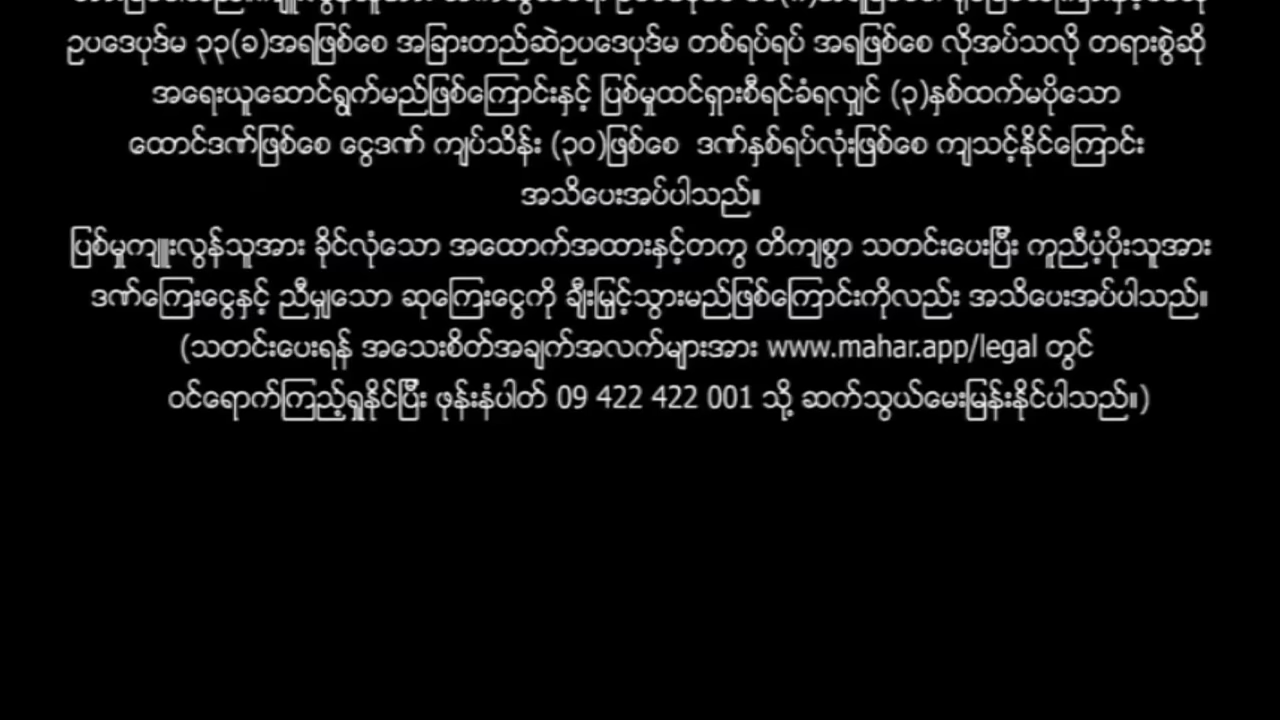 ဥပဒေပုဒ်မ ၃၃(ခ)အရဖြစ်စေ အခြားတည်ဆဲဥပဒေပုဒ်မ တစ်ရပ်ရပ် အရဖြစ်စေ လိုအပ်သလို တရားစွဲဆို
အရေးယူဆောင်ရွက်မည်ဖြစ်ကြောင်းနှင့် ပြစ်မှုထင်ရှားစီရင်ခံရလျှင် (၃)နှစ်ထက်မပိုသော
ထောင်ဒဏ်ဖြစ်စေ ငွေဒဏ် ကျပ်သိန်း (၃၀)ဖြစ်စေ ဒဏ်နှစ်ရပ်လုံးဖြစ်စေ ကျသင့်နိုင်ကြောင်း
အသိပေးအပ်ပါသည်။
ပြစ်မှုကျူးလွန်သူအား ခိုင်လုံသော အထောက်အထားနှင့်တကွ တိကျစွာ သတင်းပေးပြီး ကူညီပံ့ပိုးသူအား
ဒဏ်ကြေးငွေနှင့် ညီမျှသော ဆုကြေးငွေကို ချီးမြှင့်သွားမည်ဖြစ်ကြောင်းကိုလည်း အသိပေးအပ်ပါသည်။
(သတင်းပေးရန် အသေးစိတ်အချက်အလက်များအား www.mahar.app/legal တွင်
ဝင်ရောက်ကြည့်ရှုနိုင်ပြီး ဖုန်းနံပါတ် 09 422 422 001 သို့ ဆက်သွယ်မေးမြန်းနိုင်ပါသည်။)